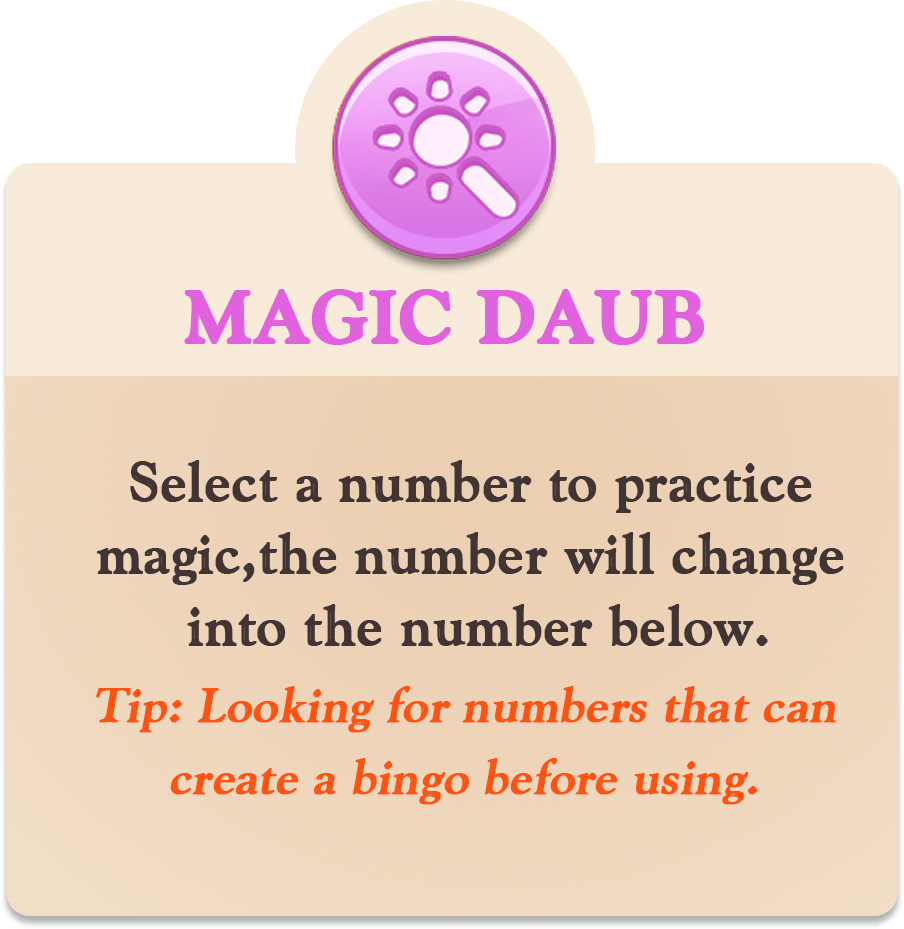 MAGIC DAUB
Select a number to practice
magic,the number will change
into the number below.
Tip: Looking for numbers that can
create a bingo before using.